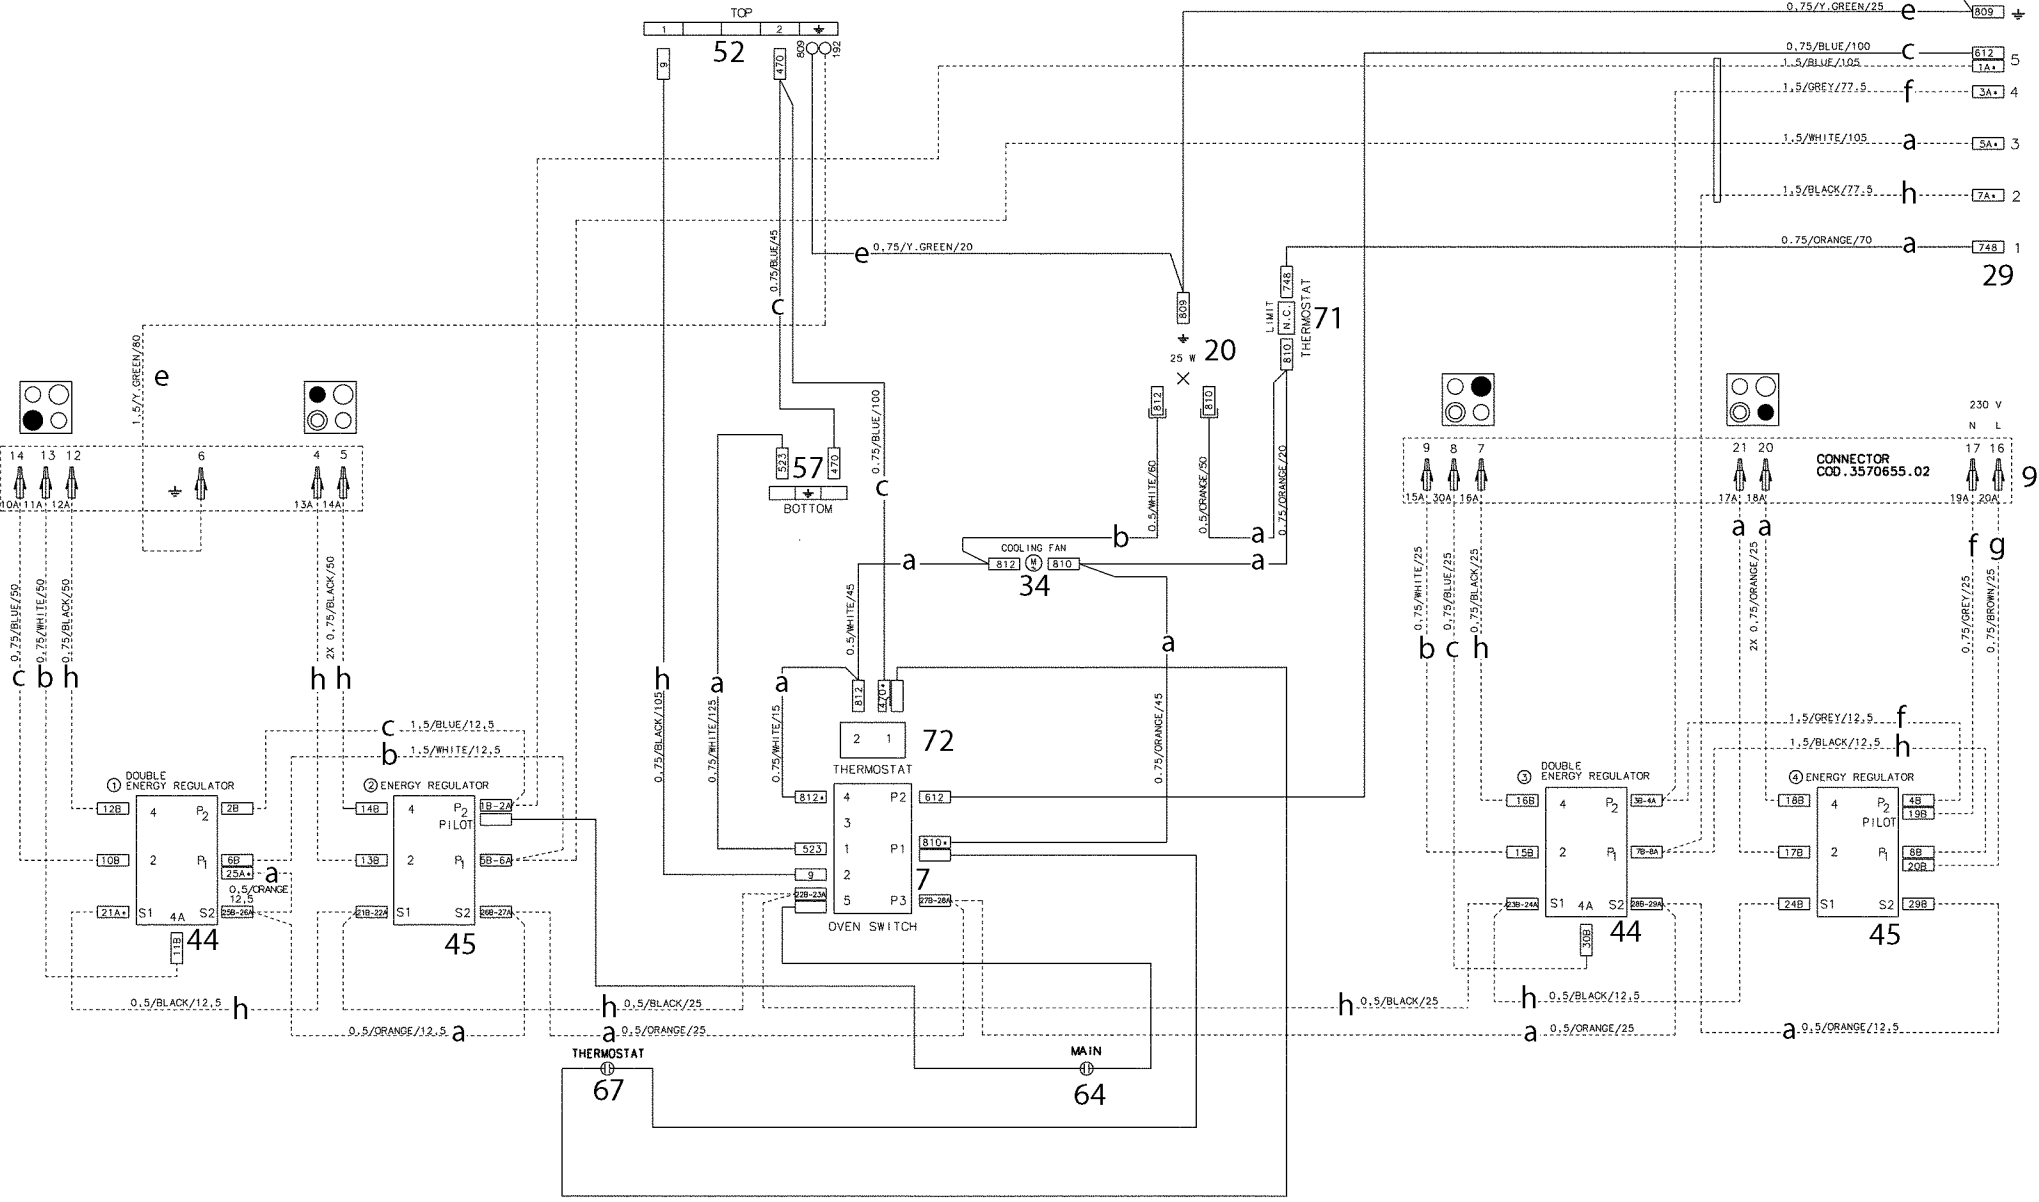 0,75/Y.GREEN/25 e 809
TOP
1 2
52
809 192
9 470
0,75/BLUE/100 c 612 5
1.5/BLUE/105 1A*
1,5/GREY/77.5 f 3A* 4
1.5/WHITE/105 a 5A* 3
1,5/BLACK/77.5 h 7A* 2
0.75/ORANGE/70 a 748 1
29
e 0,75/Y.GREEN/20
0,75/BLUE/45
c
809
748
LIMIT N.C. THERMOSTAT 71
810
25 W 20
812 810
1,5/Y.GREEN/80
e
0.75/BLUE/100
c
523 57 470
BOTTOM
230 V
N L
14 13 12 6 4 5
10A 11A 12A 13A 14A
9 8 7 21 20 CONNECTOR 17 16
COD.3570655.02 9
15A 30A 16A 17A 18A 19A 20A
0.5/WHITE/60
0,5/ORANGE/50
0.75/ORANGE/20
b a
COOLING FAN
a 812 M 810 a
34
0.5/WHITE/45
a
0,75/ORANGE/45
a a f g
0,75/BLUE/50
0,75/WHITE/50
0,75/BLACK/50
2X 0,75/BLACK/50
c b h h h
0,75/WHITE/25
0,75/BLUE/25
0,75/BLACK/25
2X 0,75/ORANGE/25
0,75/GREY/25
0,75/BROWN/25
b c h
h a a
0,75/BLACK/105
0,75/WHITE/125
0,75/WHITE/15
812 470*
2 1 72
THERMOSTAT
c 1,5/BLUE/12,5
b 1,5/WHITE/12,5
1,5/GREY/12,5 f
1,5/BLACK/12,5 h
1 DOUBLE
ENERGY REGULATOR
12B 4 P2 2B
10B 2 P1 6B
25A*
a
0,5/ORANGE
12,5
21A* S1 4A S2 25B-26A
11B 44
2 ENERGY REGULATOR
14B 4 P2 1B-2A
PILOT
13B 2 P1 5B-6A
21B-22A S1 S2 26B-27A
45
812* 4 P2 612
3
523 1 P1 810*
9 2 7
22B-23A 5 P3 27B-28A
OVEN SWITCH
3 DOUBLE
ENERGY REGULATOR
16B 4 P2 3B-4A
15B 2 P1 7B-8A
23B-24A S1 4A S2 28B-29A
30B 44
4 ENERGY REGULATOR
18B 4 P2 4B
PILOT 19B
17B 2 P1 8B
20B
24B S1 S2 29B
45
0,5/BLACK/12,5 h
h 0,5/BLACK/25
h 0,5/BLACK/25
h 0,5/BLACK/12,5
0,5/ORANGE/12,5 a
a 0,5/ORANGE/25
a 0,5/ORANGE/25
a 0,5/ORANGE/12,5
THERMOSTAT
67
MAIN
64